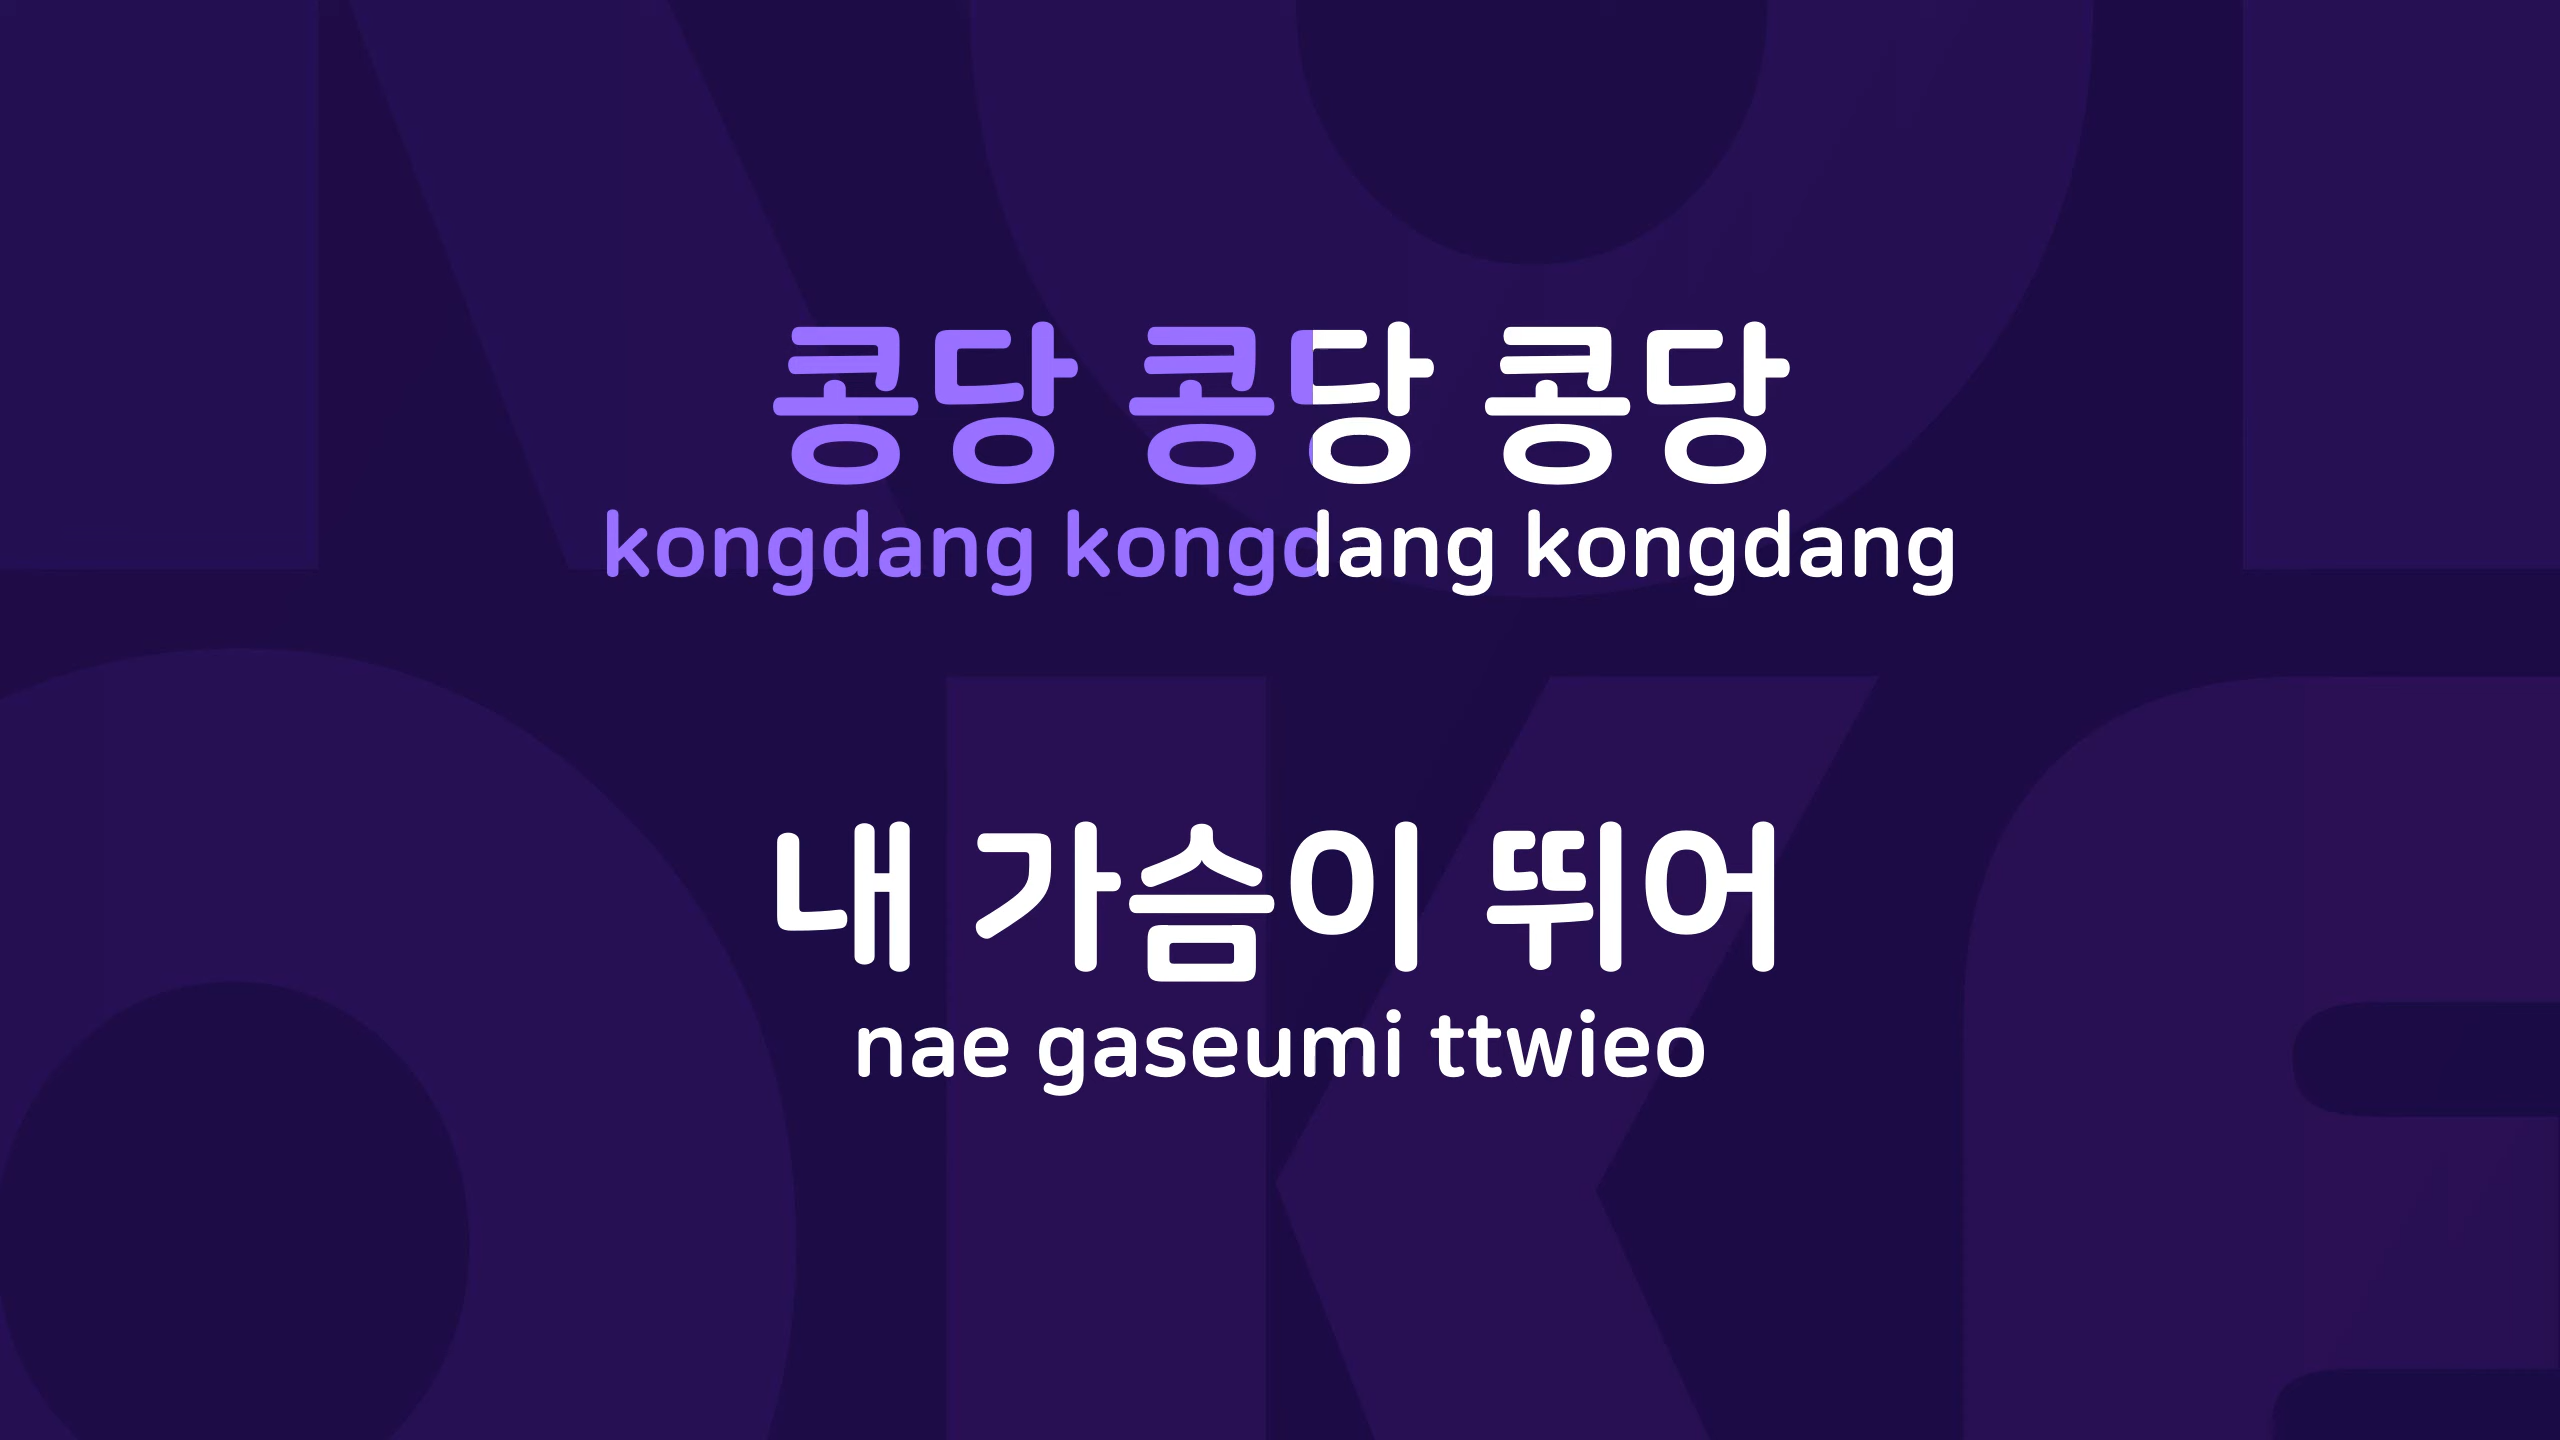 콩당 콩당 콩당
kongdang kongdang kongdang
내 가슴이 뛰어
nae gaseumi ttwieo